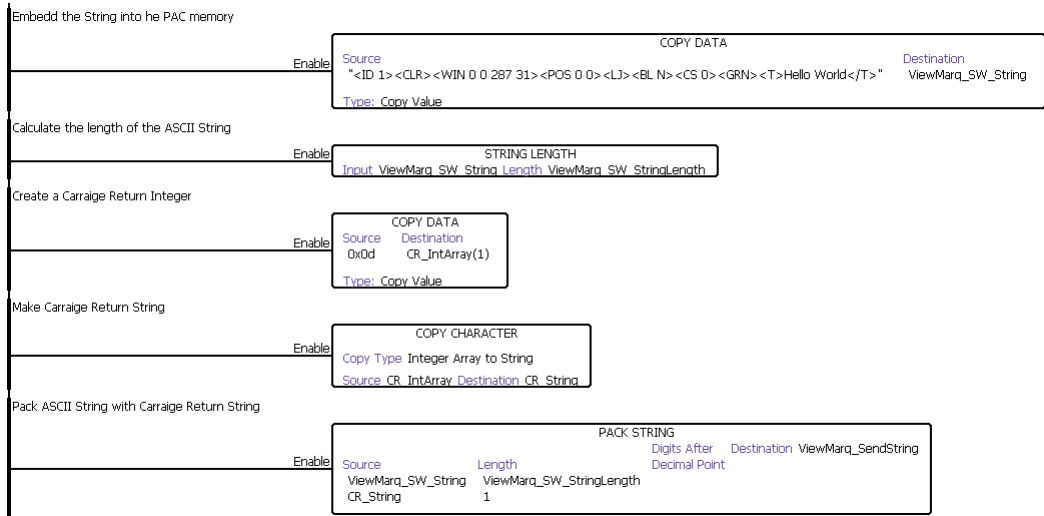 Embedd the String into he PAC memory
COPY DATA
Enable
Source
Destination
"<ID 1><CLR><WIN 0 0 287 31><POS 0 0><LJ><BL N><CS 0><GRN><T>Hello World</T>"
ViewMarq_SW_String
Type: Copy Value
Calculate the length of the ASCII String
Enable
STRING LENGTH
Input ViewMarq_SW_String Length ViewMarq_SW_StringLength
Create a Carraige Return Integer
COPY DATA
Enable
Source Destination
0x0d CR_IntArray(1)
Type: Copy Value
Make Carraige Return String
COPY CHARACTER
Enable
Copy Type Integer Array to String
Source CR_IntArray Destination CR_String
Pack ASCII String with Carraige Return String
PACK STRING
Digits After Destination ViewMarq_SendString
Enable
Source Length Decimal Point
ViewMarq_SW_String ViewMarq_SW_StringLength
CR_String 1